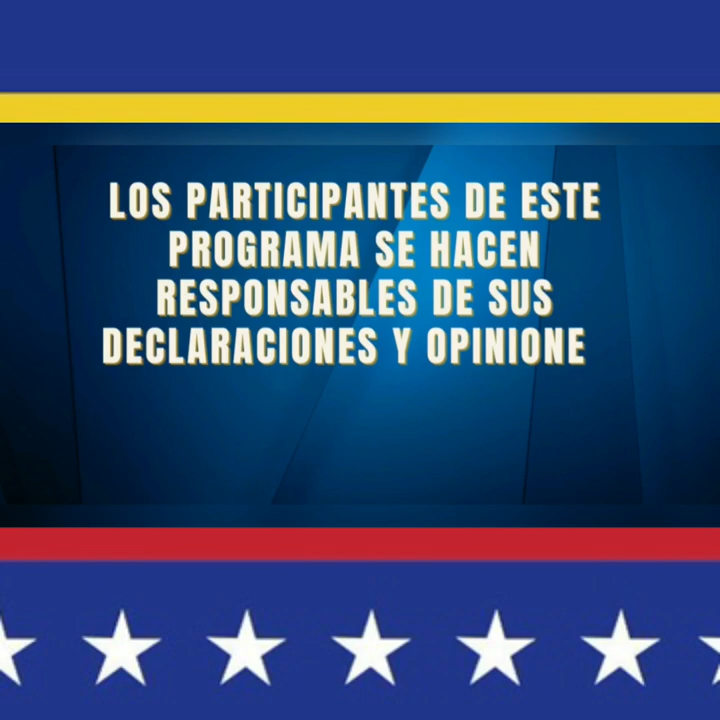 LOS PARTICIPANTES DE ESTE
PROGRAMA SE HACEN
RESPONSABLES DE SUS
DECLARACIONES Y OPINIONE